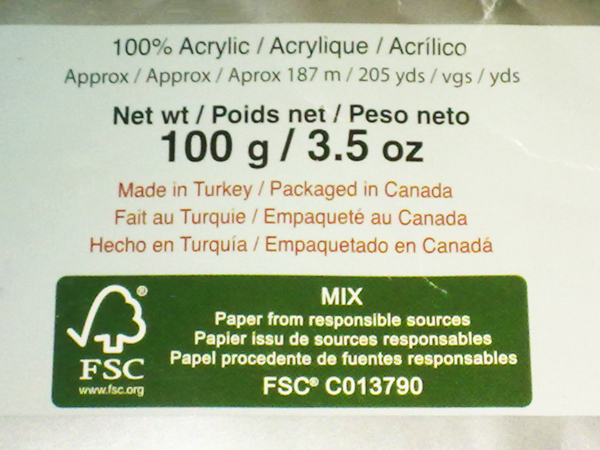 100% Acrylic / Acrylique / Acrílico
Approx / Approx / Aprox 187 m / 205 yds / vgs / yds
Net wt / Poids net / Peso neto
100 g / 3.5 oz
Made in Turkey / Packaged in Canada
Fait au Turquie / Empaqueté au Canada
Hecho en Turquía / Empaquetado en Canadá
MIX
Paper from responsible sources
Papier issu de sources responsables
Papel procedente de fuentes responsables
FSC® C013790
®
FSC
www.fsc.org